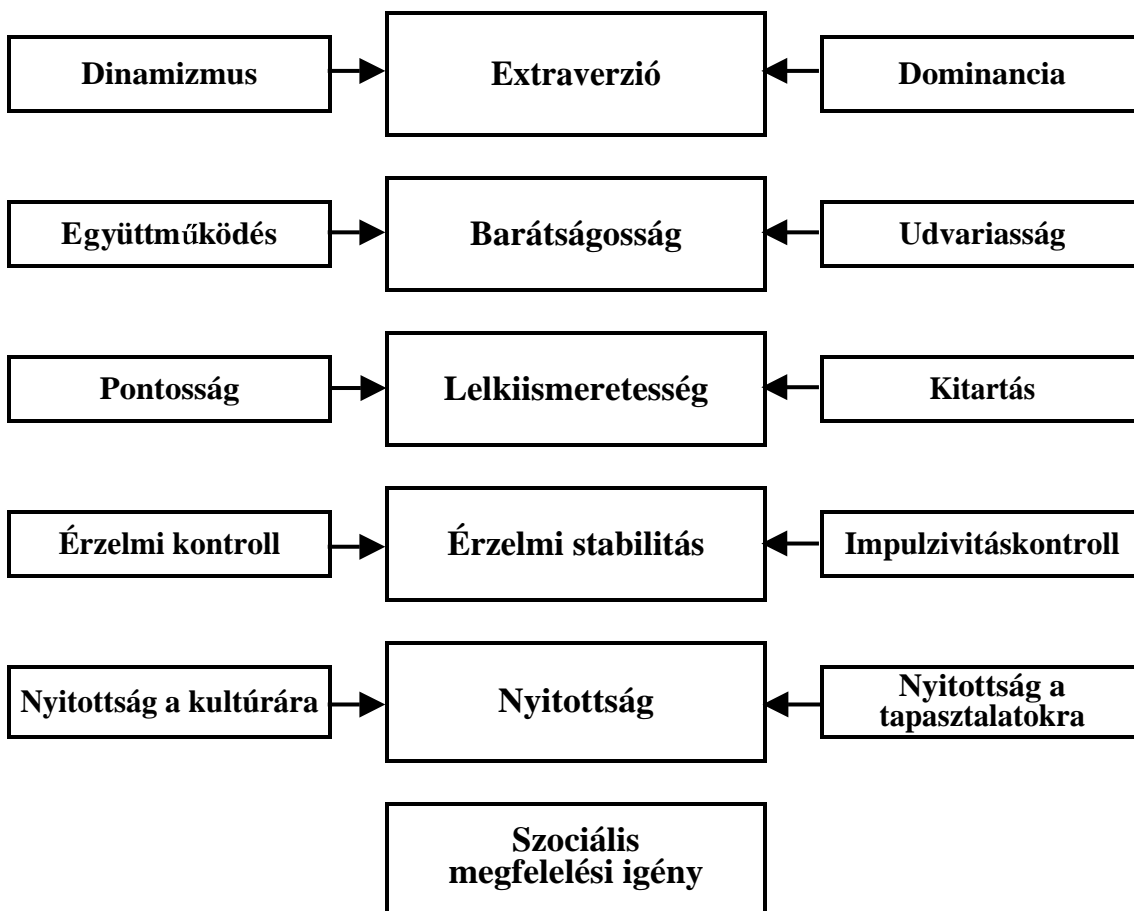 Dinamizmus
Extraverzió
Dominancia
Együttműködés
Barátságosság
Udvariasság
Pontosság
Lelkiismeretesség
Kitartás
Érzelmi kontroll
Érzelmi stabilitás
Impulzivitáskontroll
Nyitottság a kultúrára
Nyitottság
Nyitottság a
tapasztalatokra
Szociális
megfelelési igény